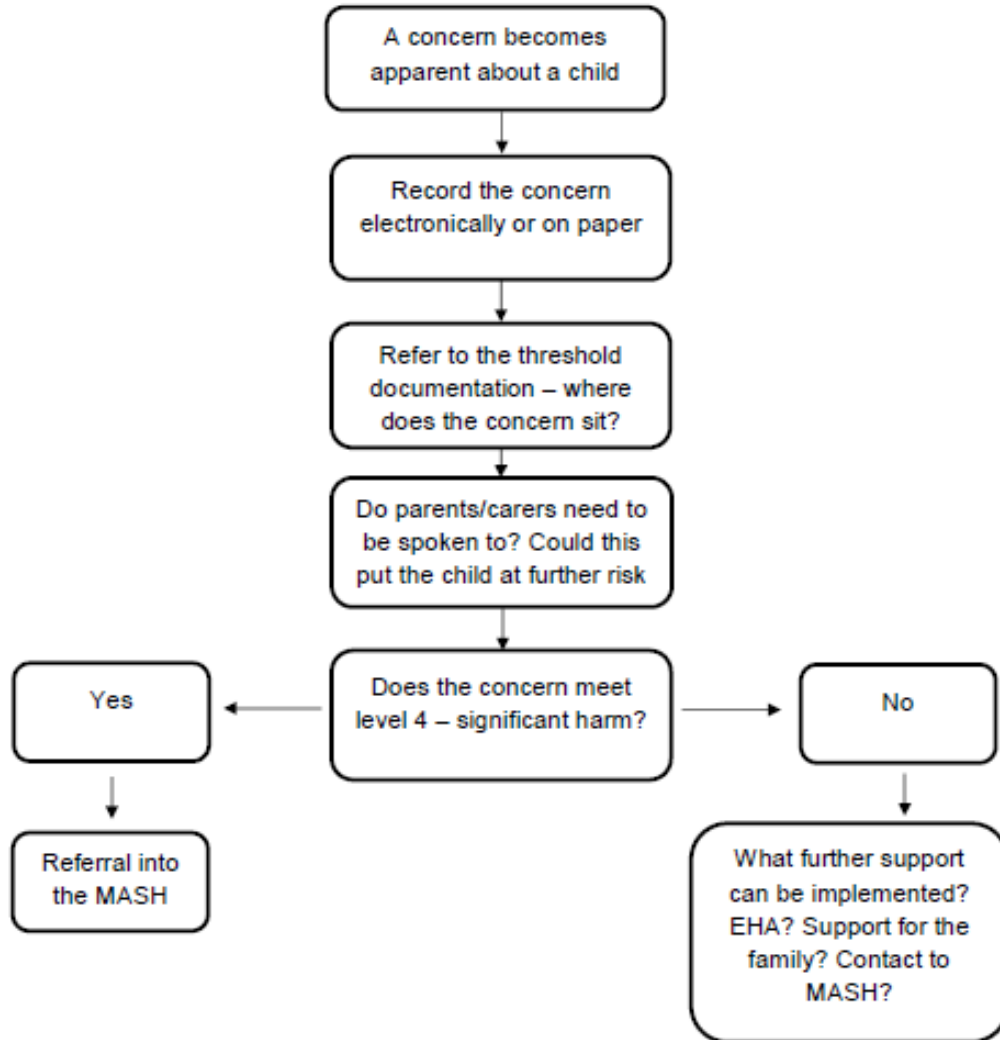 A concern becomes
apparent about a child
Record the concern
electronically or on paper
Refer to the threshold
documentation – where
does the concern sit?
Do parents/carers need to
be spoken to? Could this
put the child at further risk
Does the concern meet
level 4 – significant harm?
Yes
No
Referral into
the MASH
What further support
can be implemented?
EHA? Support for the
family? Contact to
MASH?